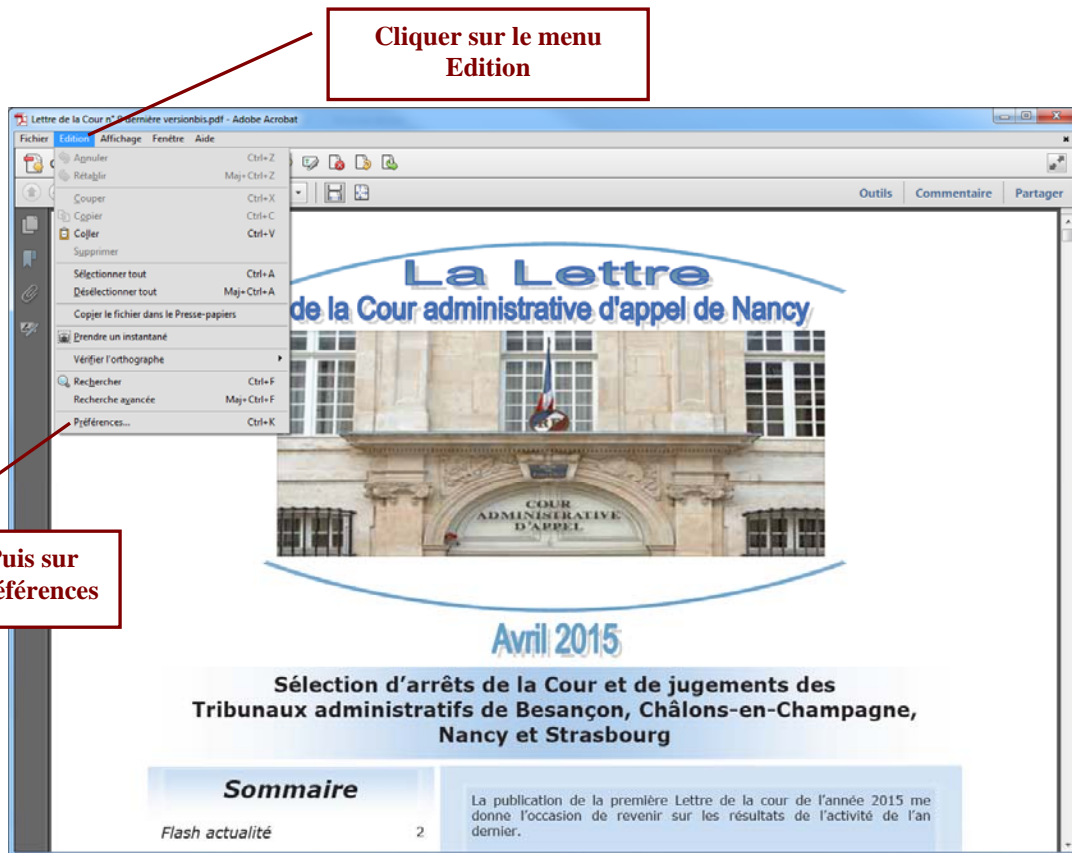 Cliquer sur le menu
Edition
Lettre de la Cour n° dernière versionbis.pdf - Adobe Acrobat
Fichier Edition Affichage Fenêtre Aide
Annuler Ctrl+Z
Rétablir Maj+Ctrl+Z
Couper Ctrl+X
Copier Ctrl+C
Coller Ctrl+V
Supprimer
Sélectionner tout Ctrl+A
Désélectionner tout Maj+Ctrl+A
Copier le fichier dans le Presse-papiers
Prendre un instantané
Vérifier l'orthographe
Rechercher Ctrl+F
Recherche avancée Maj+Ctrl+F
Préférences... Ctrl+K
Outils Commentaire Partager
La Lettre
de la Cour administrative d'appel de Nancy
RF
COUR
ADMINISTRATIVE
D'APPEL
uis sur
éférences
Avril 2015
Sélection d'arrêts de la Cour et de jugements des
Tribunaux administratifs de Besançon, Châlons-en-Champagne,
Nancy et Strasbourg
Sommaire
Flash actualité 2
La publication de la première Lettre de la cour de l'année 2015 me
donne l'occasion de revenir sur les résultats de l'activité de l'an
dernier.